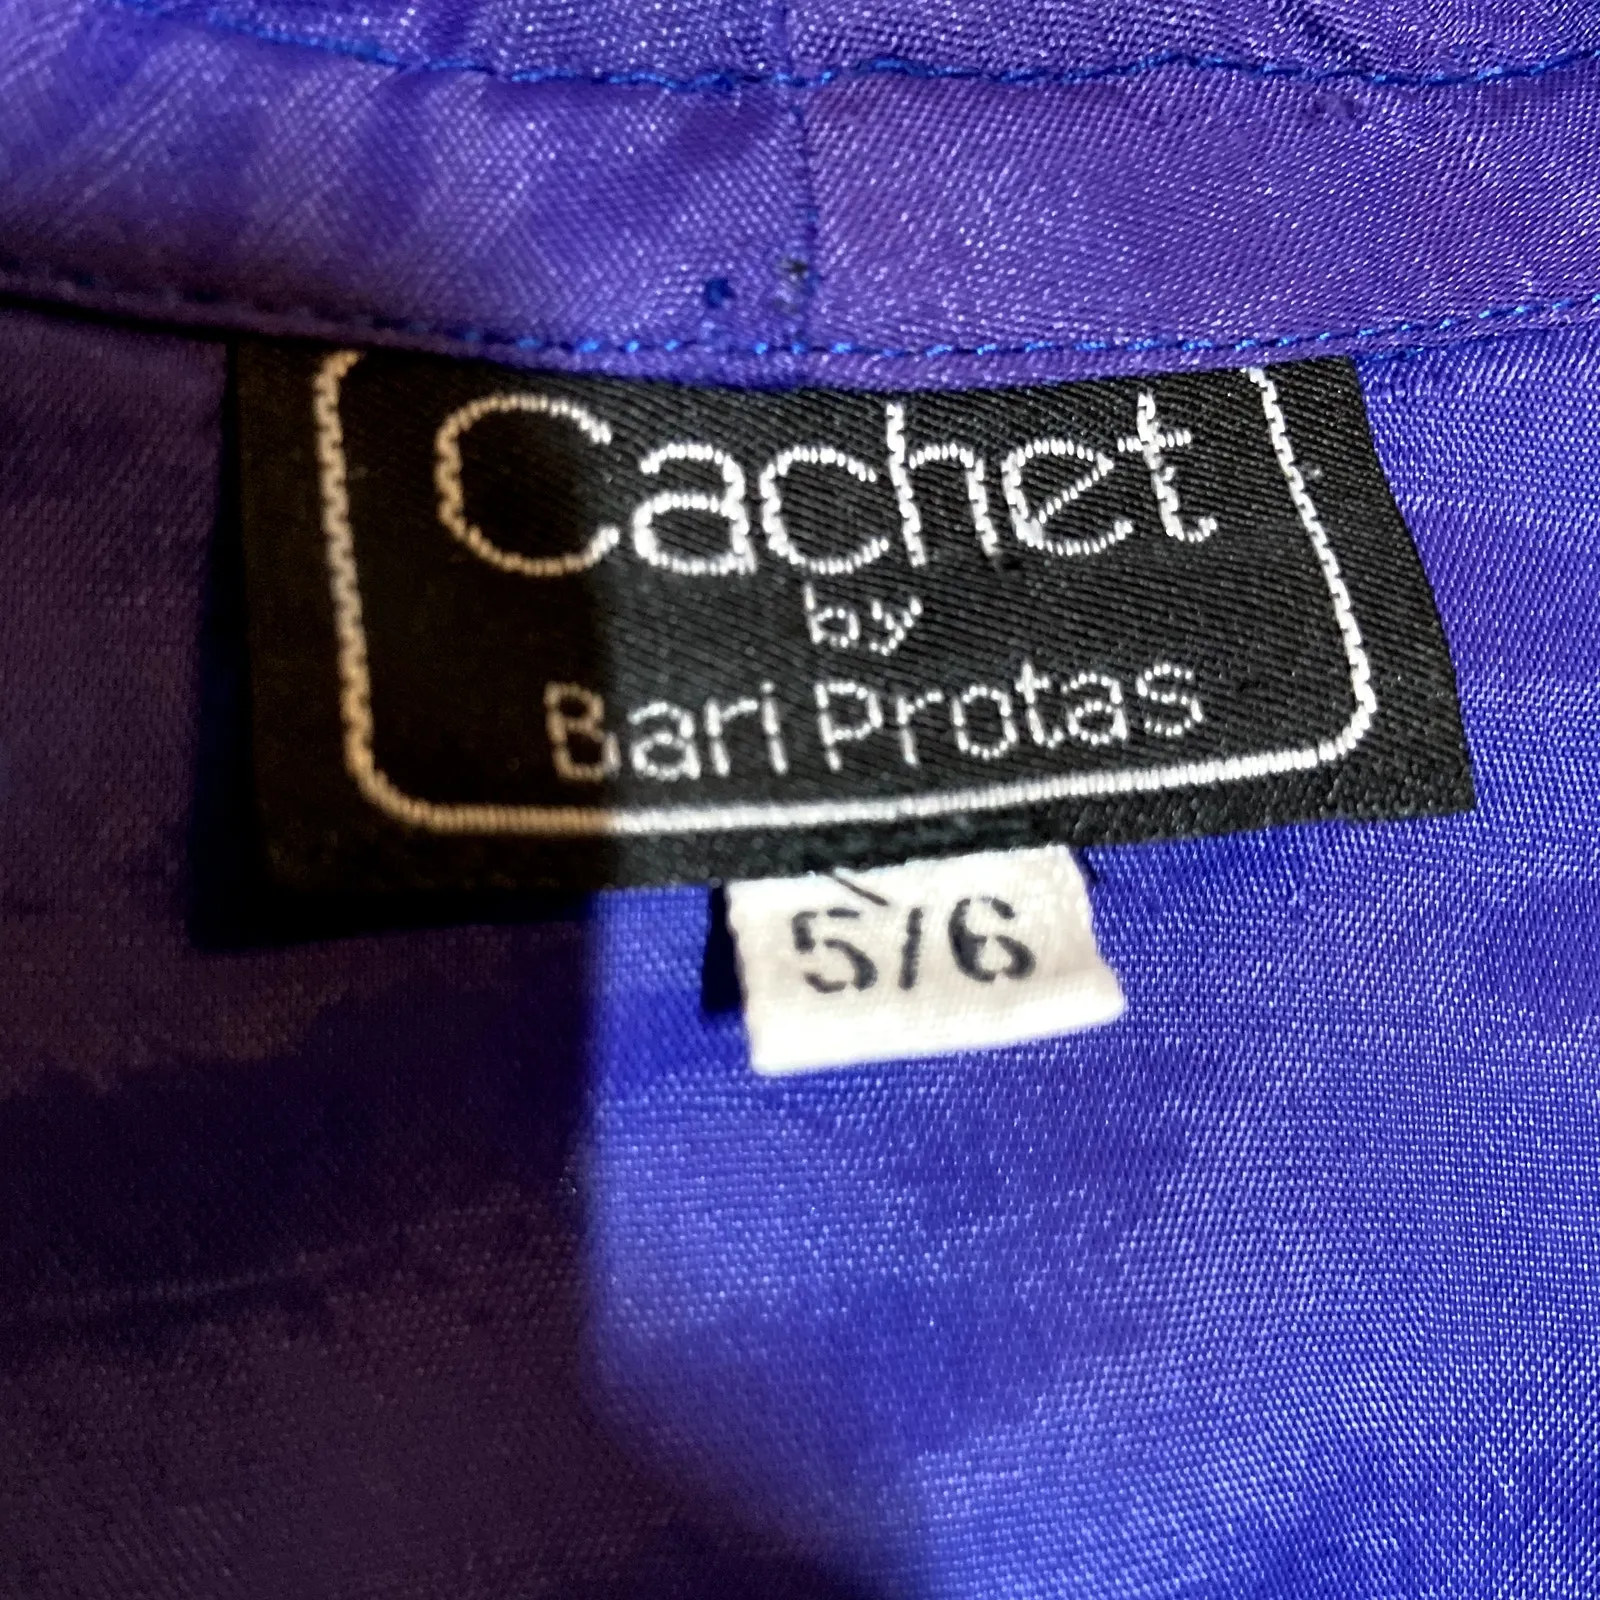 Cachet
by
Bari Protas
5/6